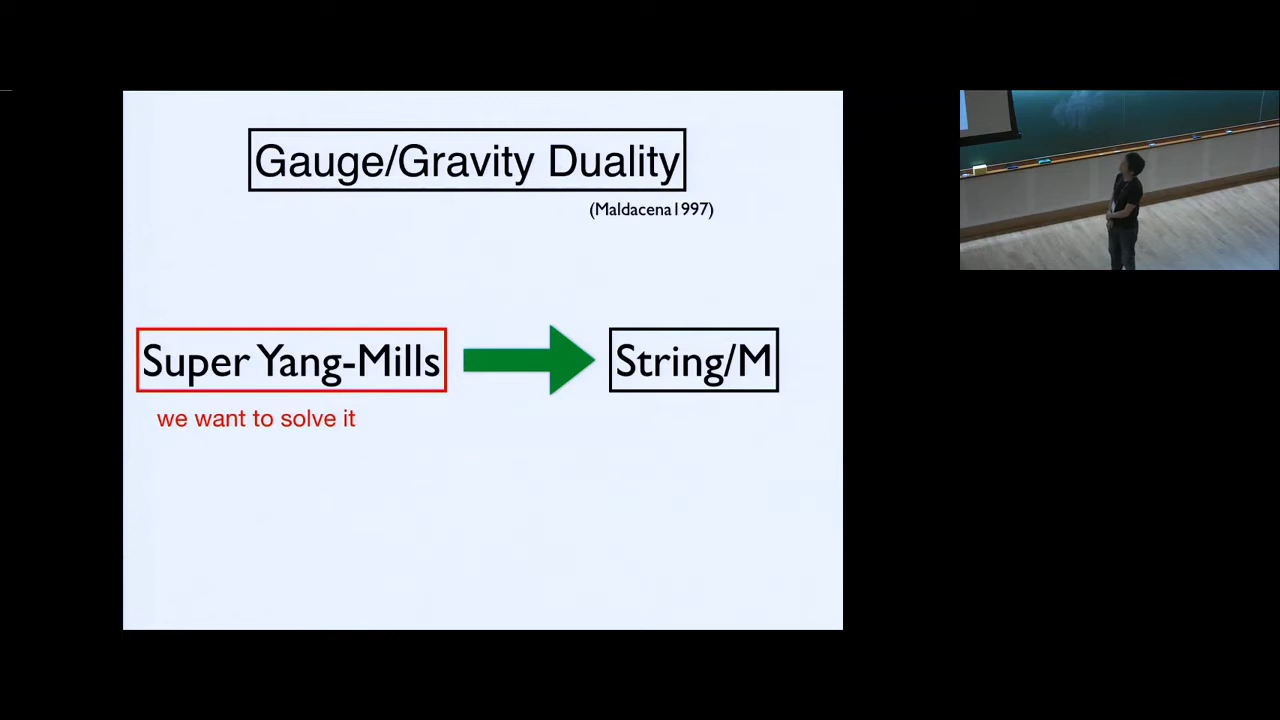 Gauge/Gravity Duality
(Maldacena1997)
Super Yang-Mills
String/M
we want to solve it